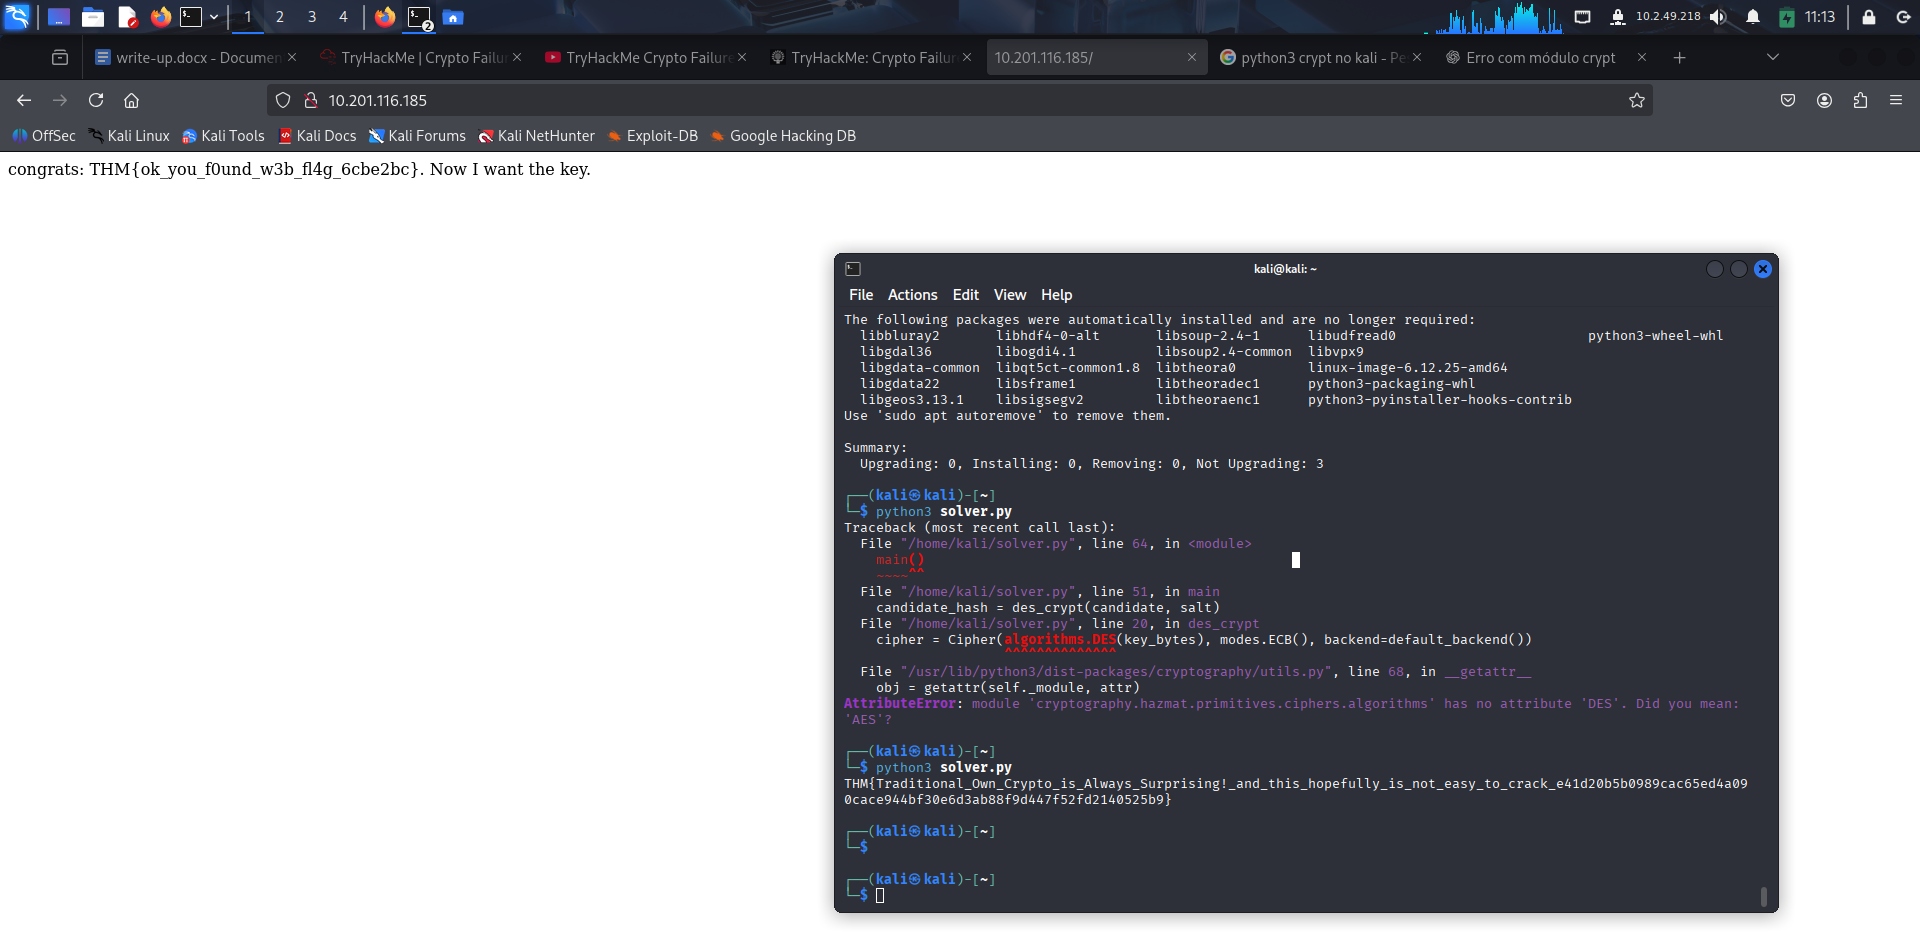 1 2 3 4 2 10.2.49.218 11:13
write-up.docx - Documen TryHackMe | Crypto Failur TryHackMe Crypto Failure TryHackMe: Crypto Failur 10.201.116.185/ python3 crypt no kali - Pe Erro com módulo crypt
10.201.116.185
OffSec Kali Linux Kali Tools Kali Docs Kali Forums Kali NetHunter Exploit-DB Google Hacking DB
congrats: THM{ok_you_f0und_w3b_fl4g_6cbe2bc}. Now I want the key.
kali@kali: ~
File Actions Edit View Help
The following packages were automatically installed and are no longer required:
libbluray2 libhdf4-0-alt libsoup-2.4-1 libudfread0 python3-wheel-whl
libgdal36 libogdi4.1 libsoup2.4-common libvpx9
libgdata-common libqt5ct-common1.8 libtheora0 linux-image-6.12.25-amd64
libgdata22 libsframe1 libtheoradec1 python3-packaging-whl
libgeos3.13.1 libsigsegv2 libtheoraenc1 python3-pyinstaller-hooks-contrib
Use 'sudo apt autoremove' to remove them.
Summary:
Upgrading: 0, Installing: 0, Removing: 0, Not Upgrading: 3
┌──(kali㉿kali)-[~]
└─$ python3 solver.py
Traceback (most recent call last):
File "/home/kali/solver.py", line 64, in <module>
main()
~~~~^^
File "/home/kali/solver.py", line 51, in main
candidate_hash = des_crypt(candidate, salt)
File "/home/kali/solver.py", line 20, in des_crypt
cipher = Cipher(algorithms.DES(key_bytes), modes.ECB(), backend=default_backend())
^^^^^^^^^^^^^^
File "/usr/lib/python3/dist-packages/cryptography/utils.py", line 68, in __getattr__
obj = getattr(self._module, attr)
AttributeError: module 'cryptography.hazmat.primitives.ciphers.algorithms' has no attribute 'DES'. Did you mean:
'AES'?
┌──(kali㉿kali)-[~]
└─$ python3 solver.py
THM{Traditional_Own_Crypto_is_Always_Surprising!_and_this_hopefully_is_not_easy_to_crack_e41d20b5b0989cac65ed4a09
0cace944bf30e6d3ab88f9d447f52fd2140525b9}
┌──(kali㉿kali)-[~]
└─$
┌──(kali㉿kali)-[~]
└─$